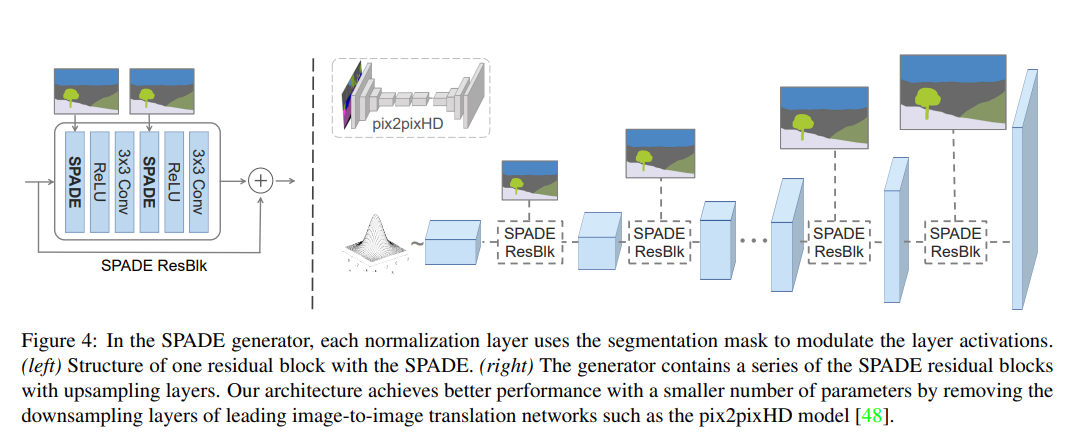 SPADE
ReLU
3x3 Conv
SPADE
ReLU
3x3 Conv
SPADE ResBlk
pix2pixHD
~
SPADE
ResBlk
SPADE
ResBlk
SPADE
ResBlk
SPADE
ResBlk
Figure 4: In the SPADE generator, each normalization layer uses the segmentation mask to modulate the layer activations.
(left) Structure of one residual block with the SPADE. (right) The generator contains a series of the SPADE residual blocks
with upsampling layers. Our architecture achieves better performance with a smaller number of parameters by removing the
downsampling layers of leading image-to-image translation networks such as the pix2pixHD model [48].